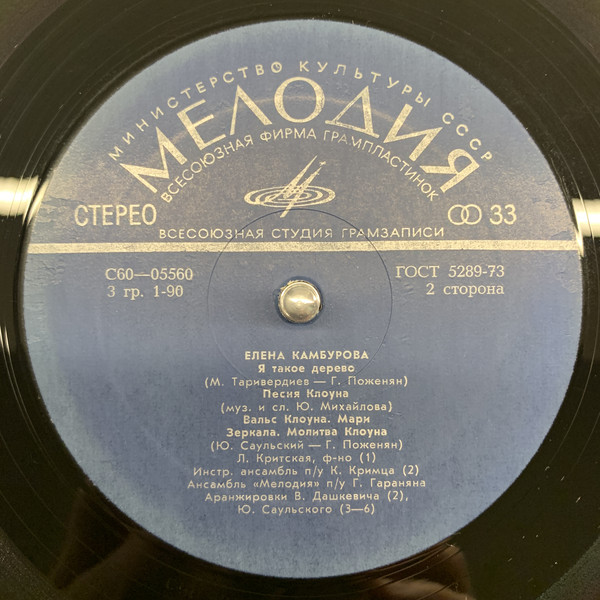 МИНИСТЕРСТВО КУЛЬТУРЫ СССР
МЕЛОДИЯ
ВСЕСОЮЗНАЯ ФИРМА ГРАМПЛАСТИНОК
СТЕРЕО
33
ВСЕСОЮЗНАЯ СТУДИЯ ГРАМЗАПИСИ
С60—05560
ГОСТ 5289-73
3 гр. 1-90
2 сторона
ЕЛЕНА КАМБУРОВА
Я такое дерево
(М. Таривердиев — Г. Поженян)
Песня Клоуна
(муз. и сл. Ю. Михайлова)
Вальс Клоуна. Мари
Зеркала. Молитва Клоуна
(Ю. Саульский — Г. Поженян)
Л. Критская, ф-но (1)
Инстр. ансамбль п/у К. Кримца (2)
Ансамбль «Мелодия» п/у Г. Гараняна
Аранжировки В. Дашкевича (2),
Ю. Саульского (3—6)